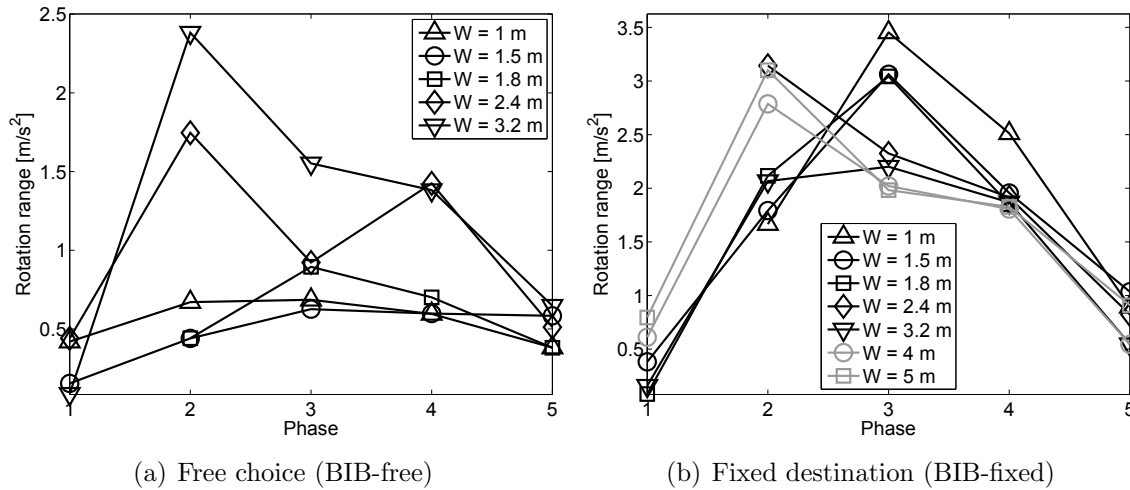 2.5
2
1.5
1
0.5
Rotation range [m/s²]
1 2 3 4 5
Phase
W = 1 m
W = 1.5 m
W = 1.8 m
W = 2.4 m
W = 3.2 m
(a) Free choice (BIB-free)
3.5
3
2.5
2
1.5
1
0.5
Rotation range [m/s²]
1 2 3 4 5
Phase
W = 1 m
W = 1.5 m
W = 1.8 m
W = 2.4 m
W = 3.2 m
W = 4 m
W = 5 m
(b) Fixed destination (BIB-fixed)